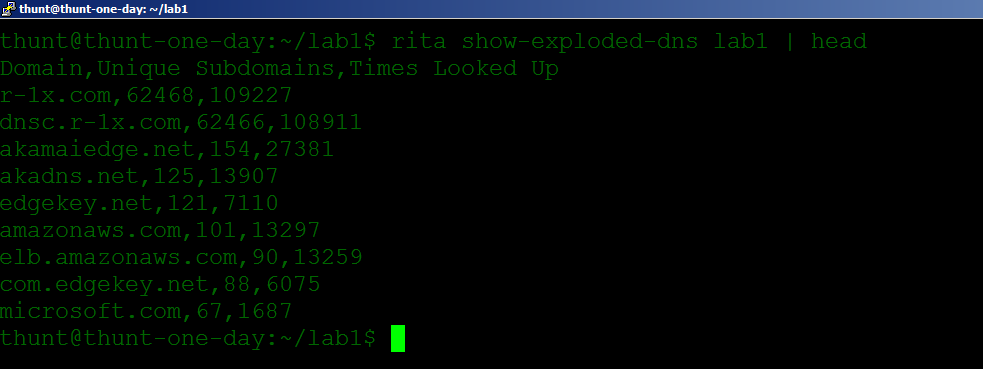 thunt@thunt-one-day: ~/lab1
thunt@thunt-one-day:~/lab1$ rita show-exploded-dns lab1 | head
Domain,Unique Subdomains,Times Looked Up
r-1x.com,62468,109227
dnsc.r-1x.com,62466,108911
akamaiedge.net,154,27381
akadns.net,125,13907
edgekey.net,121,7110
amazonaws.com,101,13297
elb.amazonaws.com,90,13259
com.edgekey.net,88,6075
microsoft.com,67,1687
thunt@thunt-one-day:~/lab1$